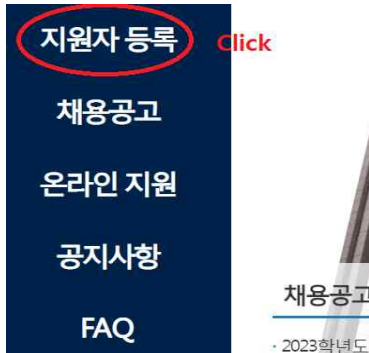 지원자 등록 Click
채용공고
온라인 지원
공지사항
FAQ
채용공고
· 2023학년도